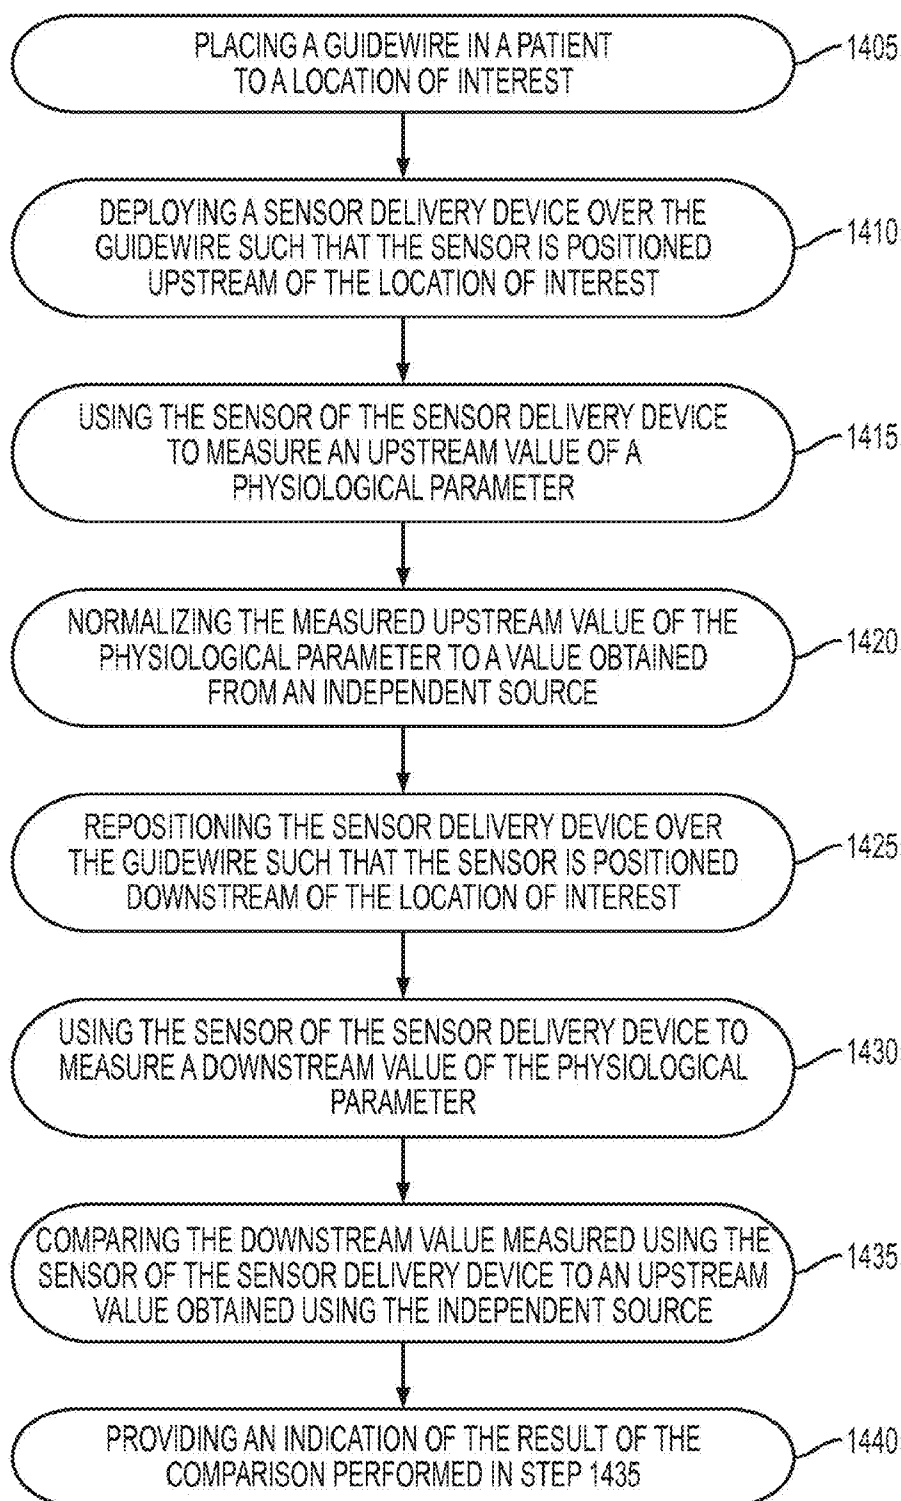 PLACING A GUIDEWIRE IN A PATIENT
TO A LOCATION OF INTEREST
1405
DEPLOYING A SENSOR DELIVERY DEVICE OVER THE
GUIDEWIRE SUCH THAT THE SENSOR IS POSITIONED
UPSTREAM OF THE LOCATION OF INTEREST
1410
USING THE SENSOR OF THE SENSOR DELIVERY DEVICE
TO MEASURE AN UPSTREAM VALUE OF A
PHYSIOLOGICAL PARAMETER
1415
NORMALIZING THE MEASURED UPSTREAM VALUE OF THE
PHYSIOLOGICAL PARAMETER TO A VALUE OBTAINED
FROM AN INDEPENDENT SOURCE
1420
REPOSITIONING THE SENSOR DELIVERY DEVICE OVER
THE GUIDEWIRE SUCH THAT THE SENSOR IS POSITIONED
DOWNSTREAM OF THE LOCATION OF INTEREST
1425
USING THE SENSOR OF THE SENSOR DELIVERY DEVICE TO
MEASURE A DOWNSTREAM VALUE OF THE PHYSIOLOGICAL
PARAMETER
1430
COMPARING THE DOWNSTREAM VALUE MEASURED USING THE
SENSOR OF THE SENSOR DELIVERY DEVICE TO AN UPSTREAM
VALUE OBTAINED USING THE INDEPENDENT SOURCE
1435
PROVIDING AN INDICATION OF THE RESULT OF THE
COMPARISON PERFORMED IN STEP 1435
1440